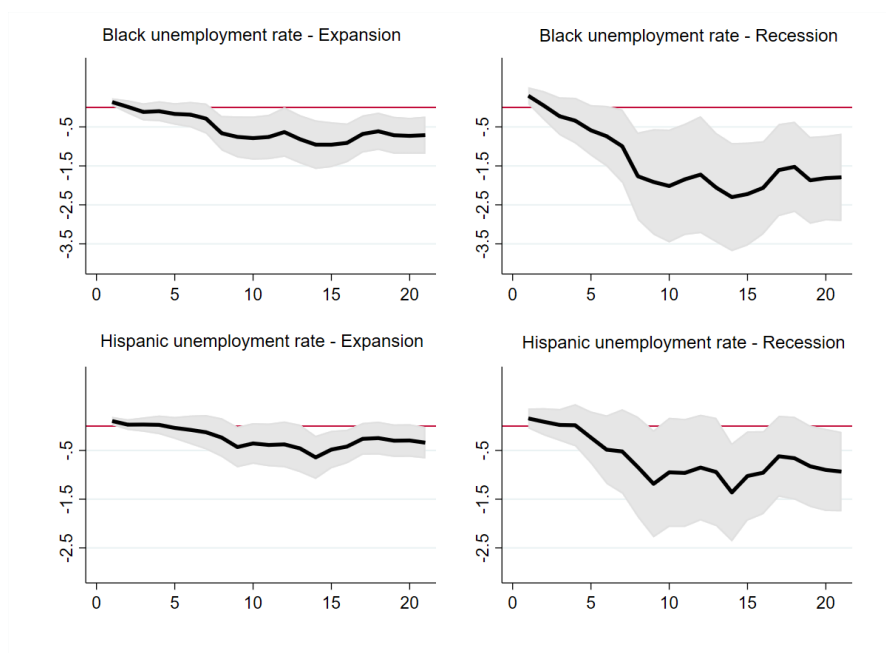 Black unemployment rate - Expansion
-.5
-1.5
-2.5
-3.5
0 5 10 15 20
Black unemployment rate - Recession
-.5
-1.5
-2.5
-3.5
0 5 10 15 20
Hispanic unemployment rate - Expansion
-.5
-1.5
-2.5
0 5 10 15 20
Hispanic unemployment rate - Recession
-.5
-1.5
-2.5
0 5 10 15 20